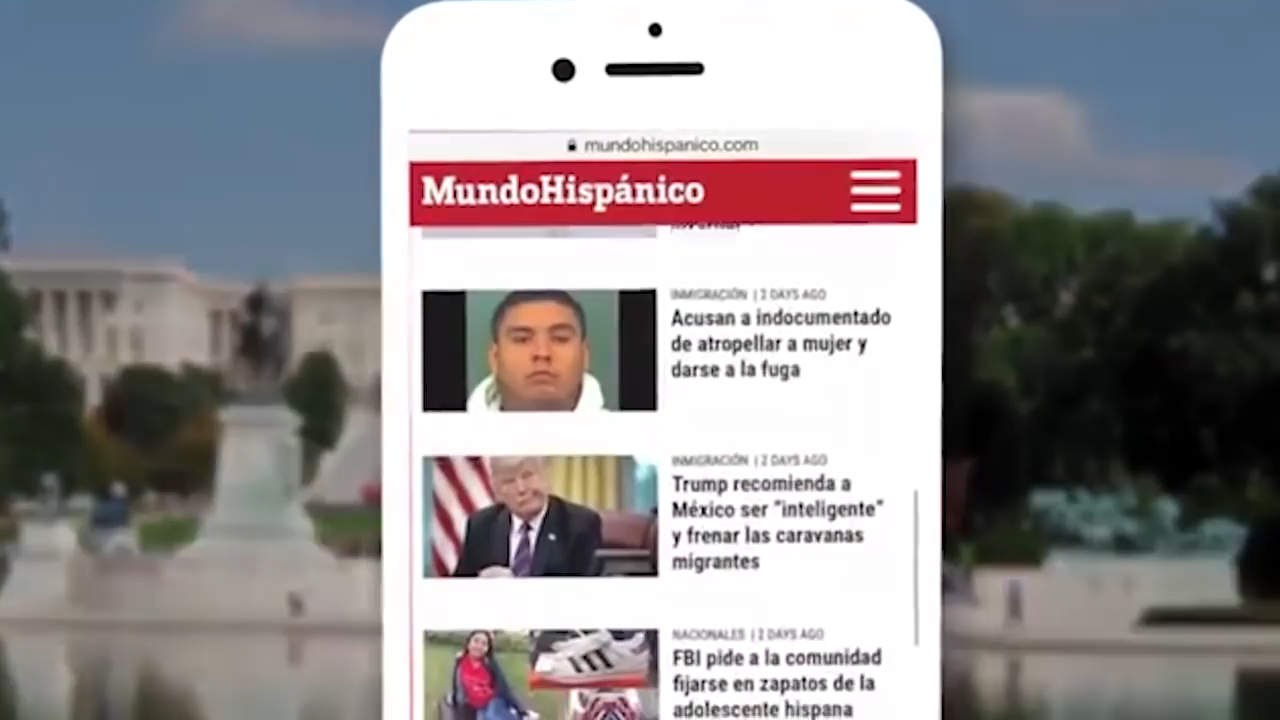 mundohispanico.com
MundoHispánico
INMIGRACIÓN | 2 DAYS AGO
Acusan a indocumentado
de atropellar a mujer y
darse a la fuga
INMIGRACIÓN | 2 DAYS AGO
Trump recomienda a
México ser "inteligente"
y frenar las caravanas
migrantes
NACIONALES | 2 DAYS AGO
FBI pide a la comunidad
fijarse en zapatos de la
adolescente hispana